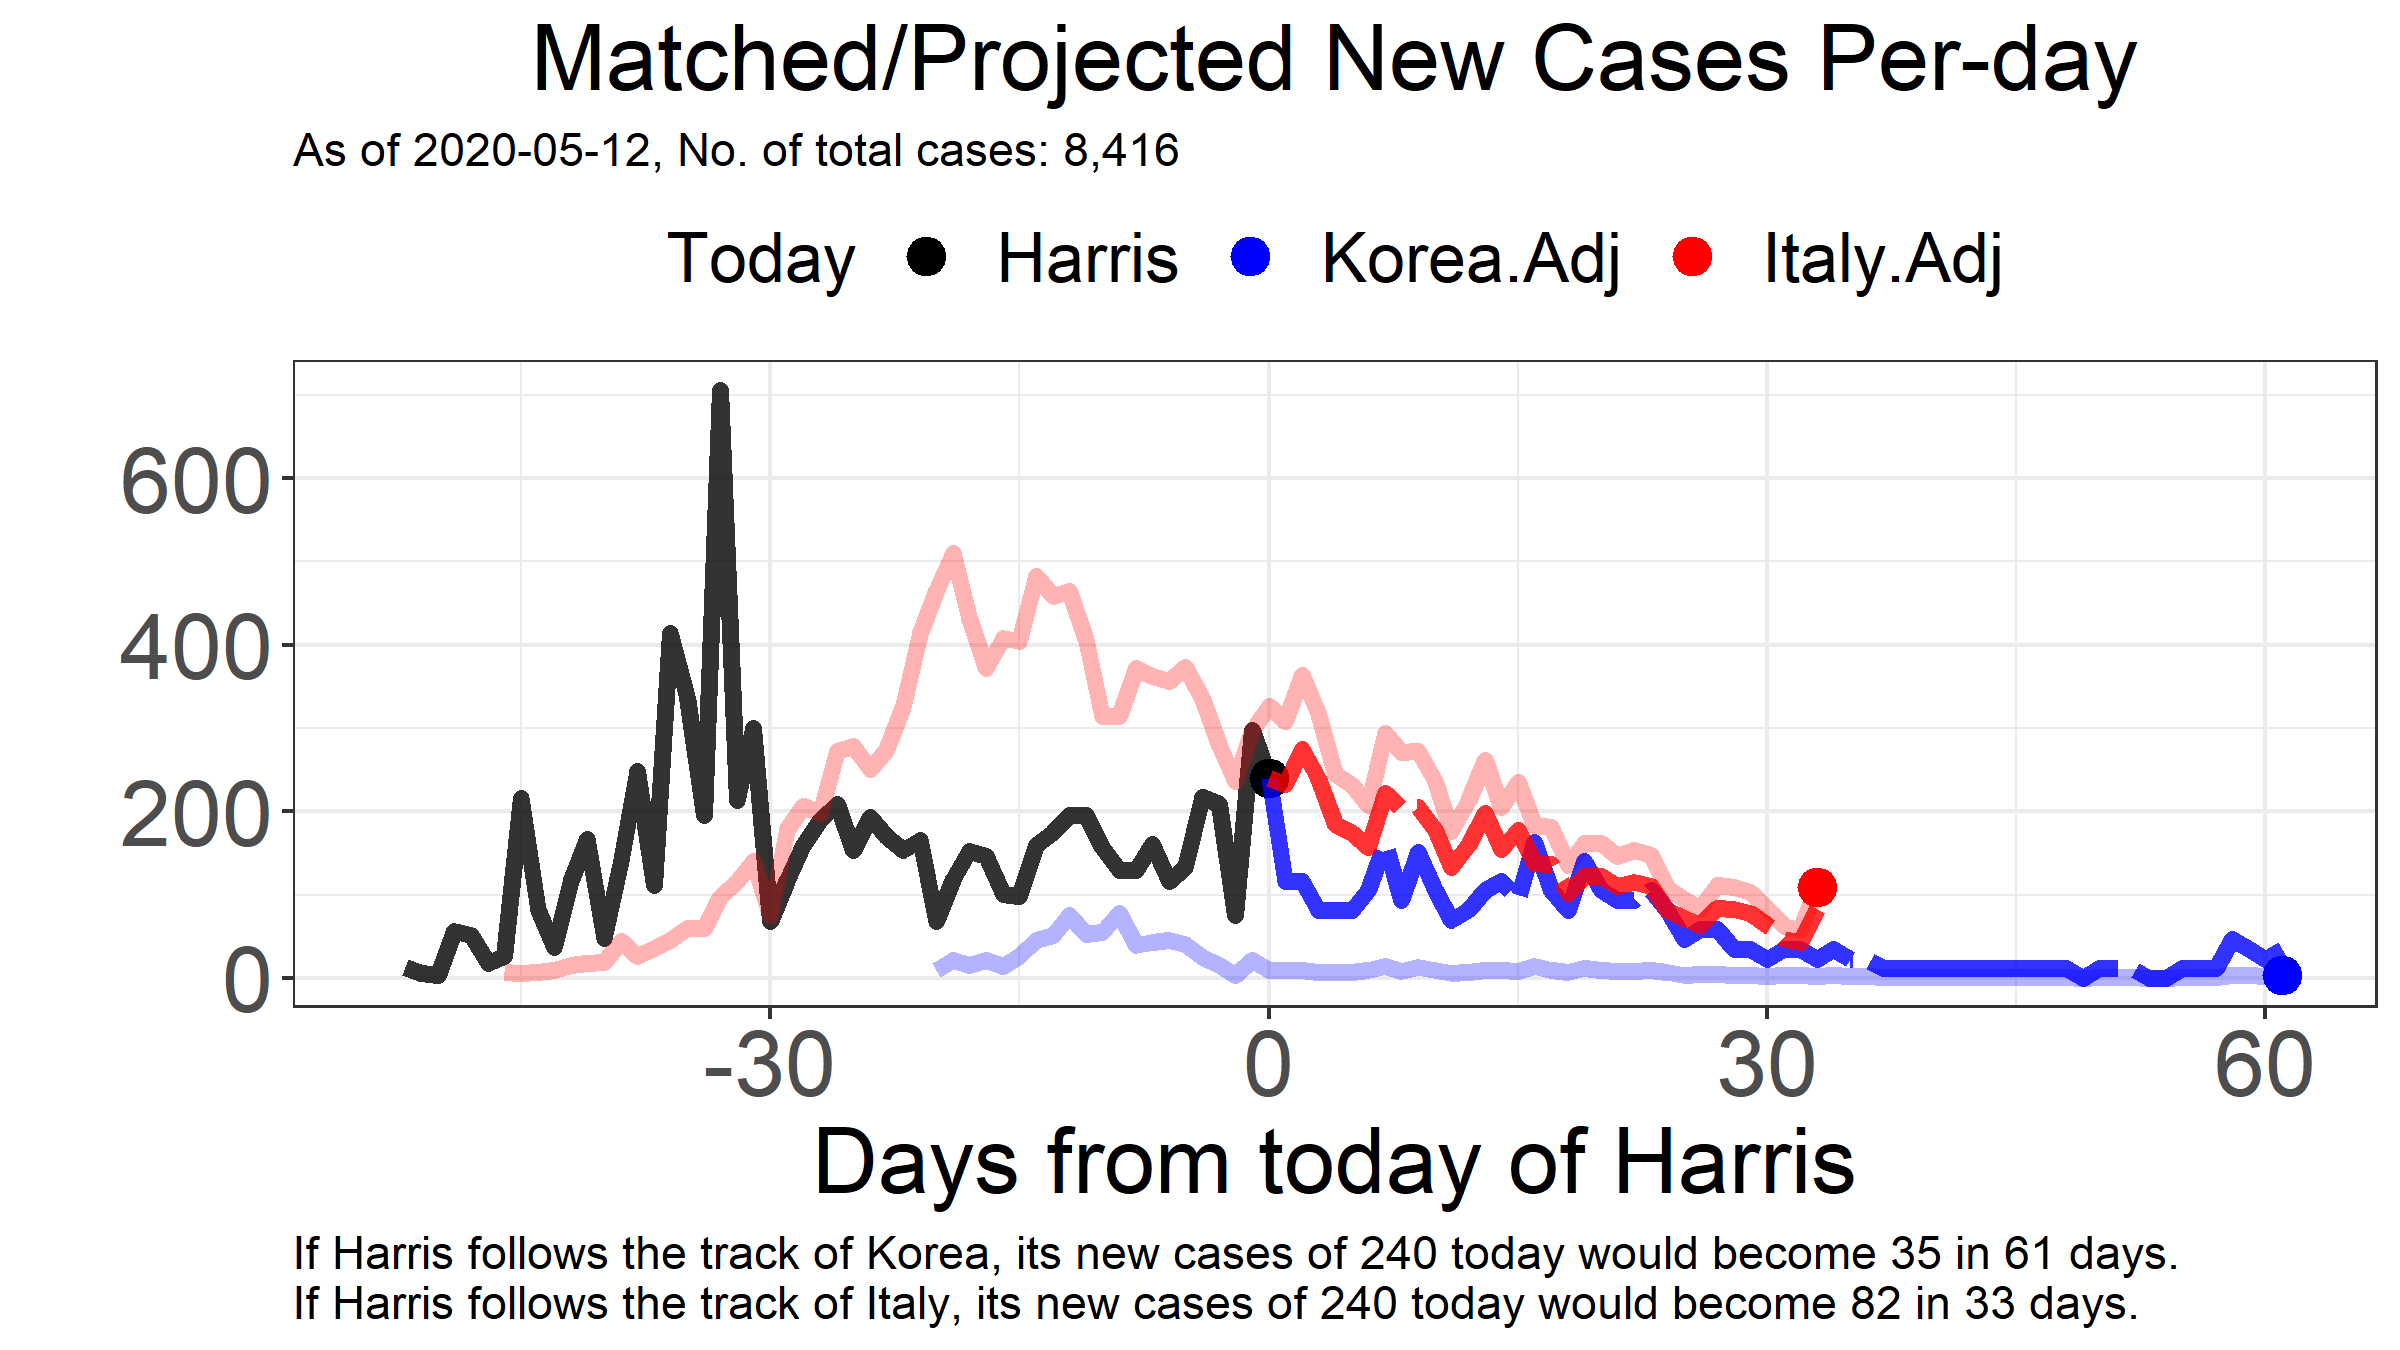 Matched/Projected New Cases Per-day
As of 2020-05-12, No. of total cases: 8,416
Today Harris Korea.Adj Italy.Adj
600
400
200
0
-30 0 30 60
Days from today of Harris
If Harris follows the track of Korea, its new cases of 240 today would become 35 in 61 days.
If Harris follows the track of Italy, its new cases of 240 today would become 82 in 33 days.